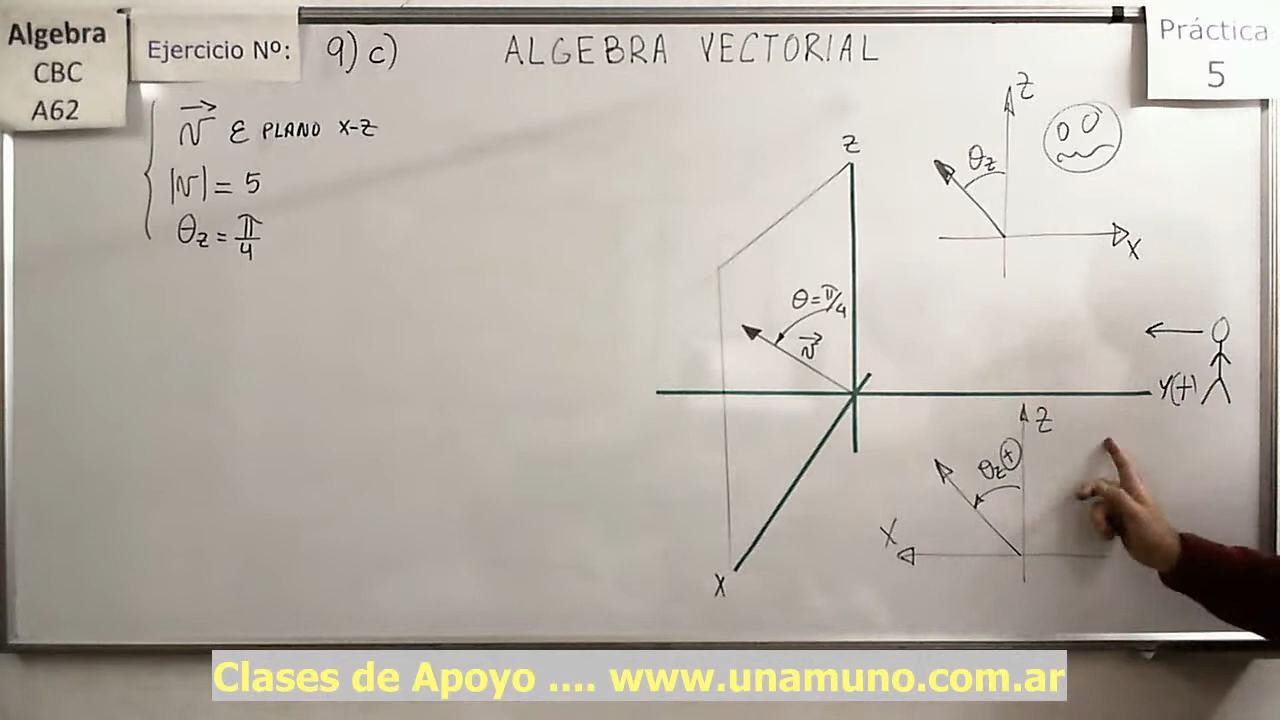 Algebra
CBC
A62
Ejercicio Nº:
9) c)
ALGEBRA VECTORIAL
Práctica
5
v⃗ ε PLANO X-Z
|v| = 5
θz = π/4
Z
θ=π/4
v⃗
X
Y(+)
Z
θz
X
Z
θz +
X
Clases de Apoyo .... www.unamuno.com.ar